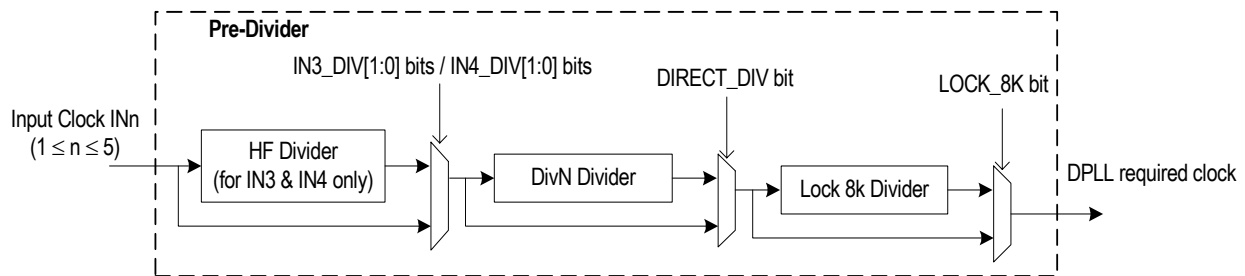 Pre-Divider
IN3_DIV[1:0] bits / IN4_DIV[1:0] bits
DIRECT_DIV bit
LOCK_8K bit
Input Clock INn
(1 ≤ n ≤ 5)
HF Divider
(for IN3 & IN4 only)
DivN Divider
Lock 8k Divider
DPLL required clock